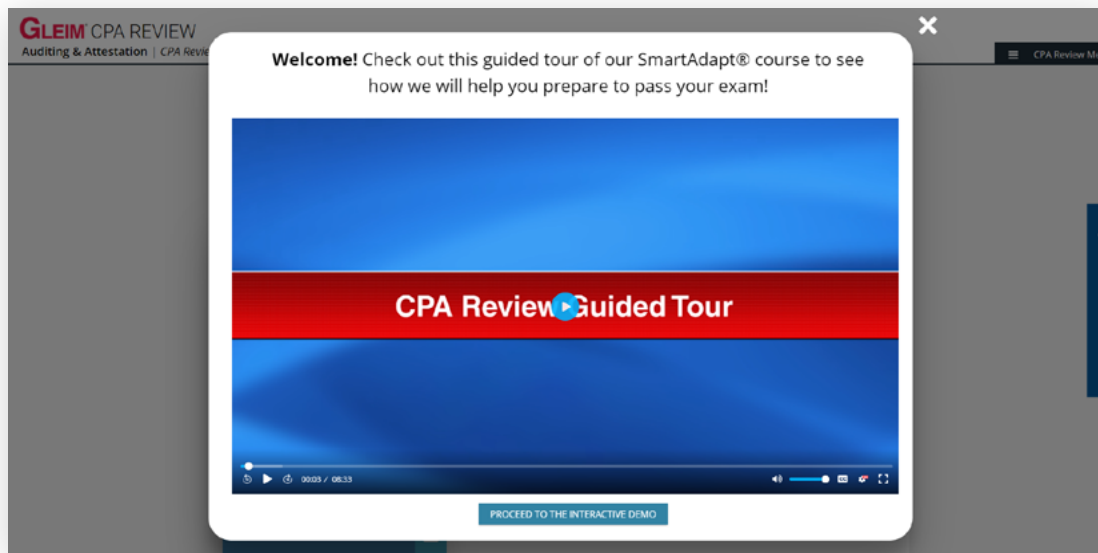 GLEIM® CPA REVIEW
Auditing & Attestation | CPA Revie
CPA Review Me
Welcome! Check out this guided tour of our SmartAdapt® course to see
how we will help you prepare to pass your exam!
CPA Review Guided Tour
00:03 / 08:33
CC
PROCEED TO THE INTERACTIVE DEMO